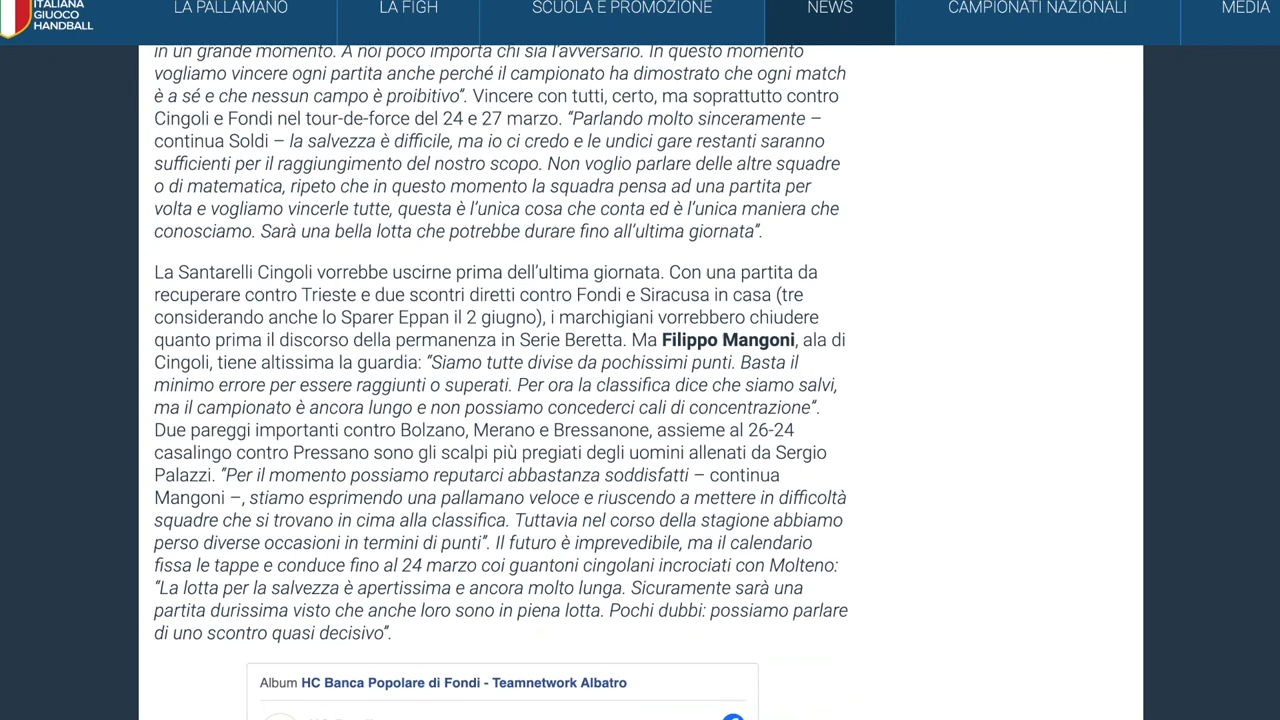 ITALIANA
GIUOCO
HANDBALL
LA PALLAMANO
LA FIGH
SCUOLA E PROMOZIONE
NEWS
CAMPIONATI NAZIONALI
MEDIA
in un grande momento. A noi poco importa chi sia l’avversario. In questo momento
vogliamo vincere ogni partita anche perché il campionato ha dimostrato che ogni match
è a sé e che nessun campo è proibitivo”. Vincere con tutti, certo, ma soprattutto contro
Cingoli e Fondi nel tour-de-force del 24 e 27 marzo. “Parlando molto sinceramente –
continua Soldi – la salvezza è difficile, ma io ci credo e le undici gare restanti saranno
sufficienti per il raggiungimento del nostro scopo. Non voglio parlare delle altre squadre
o di matematica, ripeto che in questo momento la squadra pensa ad una partita per
volta e vogliamo vincerle tutte, questa è l’unica cosa che conta ed è l’unica maniera che
conosciamo. Sarà una bella lotta che potrebbe durare fino all’ultima giornata”.
La Santarelli Cingoli vorrebbe uscirne prima dell’ultima giornata. Con una partita da
recuperare contro Trieste e due scontri diretti contro Fondi e Siracusa in casa (tre
considerando anche lo Sparer Eppan il 2 giugno), i marchigiani vorrebbero chiudere
quanto prima il discorso della permanenza in Serie Beretta. Ma Filippo Mangoni, ala di
Cingoli, tiene altissima la guardia: “Siamo tutte divise da pochissimi punti. Basta il
minimo errore per essere raggiunti o superati. Per ora la classifica dice che siamo salvi,
ma il campionato è ancora lungo e non possiamo concederci cali di concentrazione”.
Due pareggi importanti contro Bolzano, Merano e Bressanone, assieme al 26-24
casalingo contro Pressano sono gli scalpi più pregiati degli uomini allenati da Sergio
Palazzi. “Per il momento possiamo reputarci abbastanza soddisfatti – continua
Mangoni –, stiamo esprimendo una pallamano veloce e riuscendo a mettere in difficoltà
squadre che si trovano in cima alla classifica. Tuttavia nel corso della stagione abbiamo
perso diverse occasioni in termini di punti”. Il futuro è imprevedibile, ma il calendario
fissa le tappe e conduce fino al 24 marzo coi guantoni cingolani incrociati con Molteno:
“La lotta per la salvezza è apertissima e ancora molto lunga. Sicuramente sarà una
partita durissima visto che anche loro sono in piena lotta. Pochi dubbi: possiamo parlare
di uno scontro quasi decisivo”.
Album HC Banca Popolare di Fondi - Teamnetwork Albatro